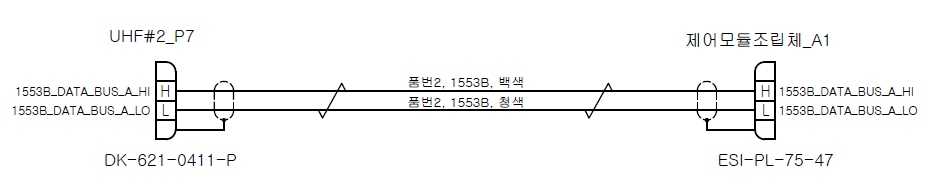 UHF#2_P7
제어모듈조립체_A1
품번2, 1553B, 백색
1553B_DATA_BUS_A_HI H H 1553B_DATA_BUS_A_HI
품번2, 1553B, 청색
1553B_DATA_BUS_A_LO L L 1553B_DATA_BUS_A_LO
DK-621-0411-P
ESI-PL-75-47